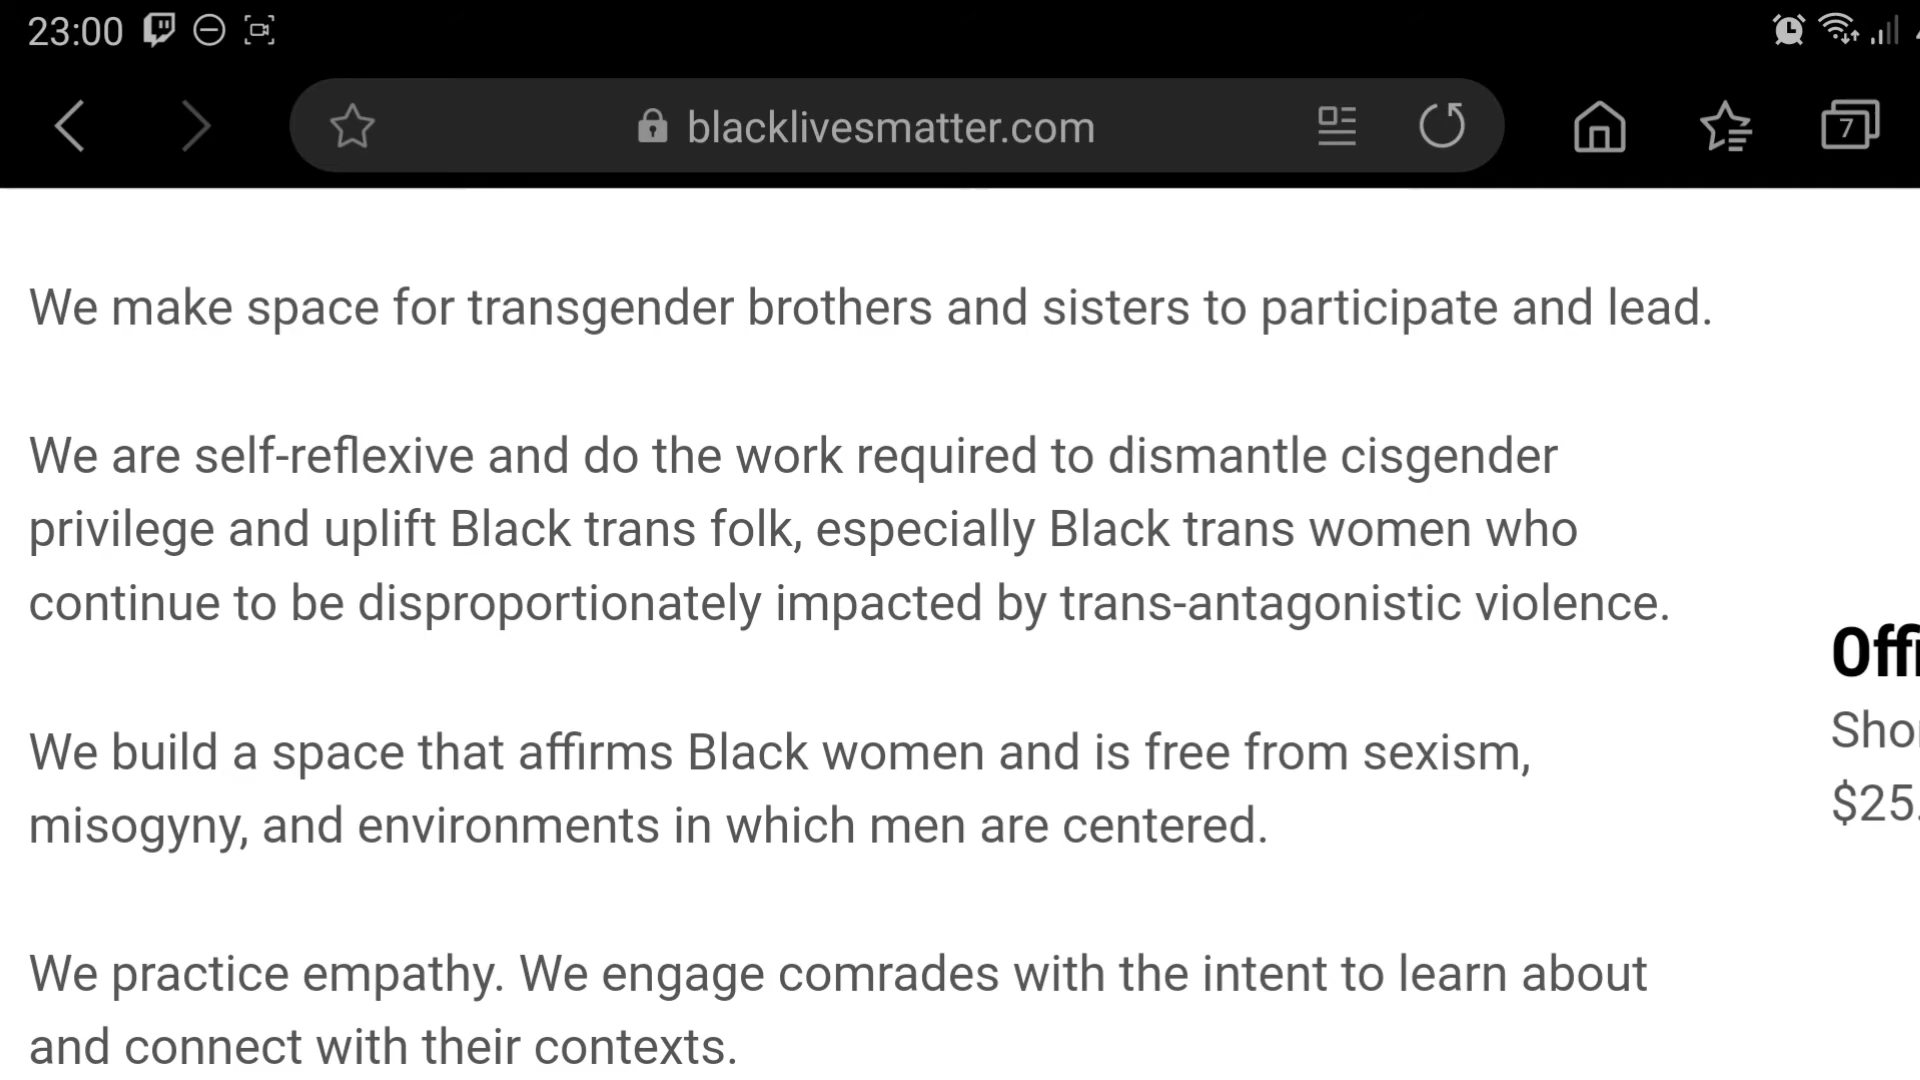 23:00
blacklivesmatter.com
7
We make space for transgender brothers and sisters to participate and lead.
We are self-reflexive and do the work required to dismantle cisgender
privilege and uplift Black trans folk, especially Black trans women who
continue to be disproportionately impacted by trans-antagonistic violence.
Offi
Shor
$25.
We build a space that affirms Black women and is free from sexism,
misogyny, and environments in which men are centered.
We practice empathy. We engage comrades with the intent to learn about
and connect with their contexts.